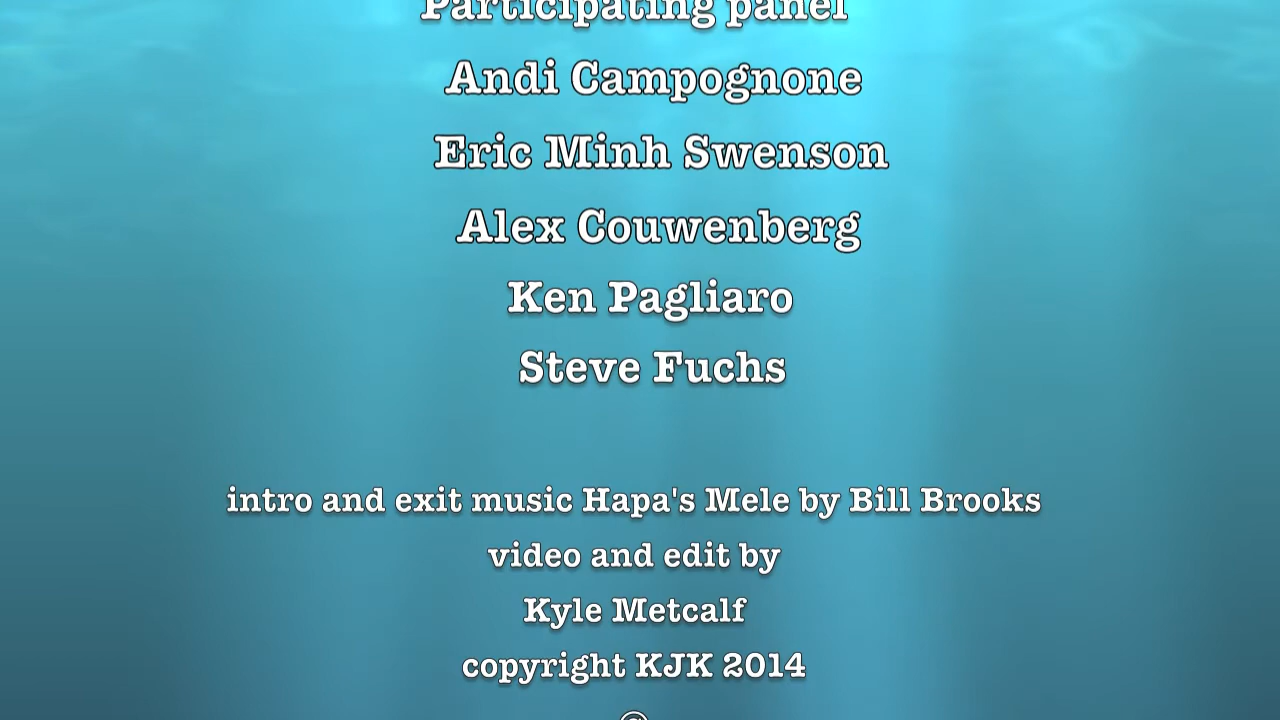 Participating panel
Andi Campognone
Eric Minh Swenson
Alex Couwenberg
Ken Pagliaro
Steve Fuchs
intro and exit music Hapa's Mele by Bill Brooks
video and edit by
Kyle Metcalf
copyright KJK 2014